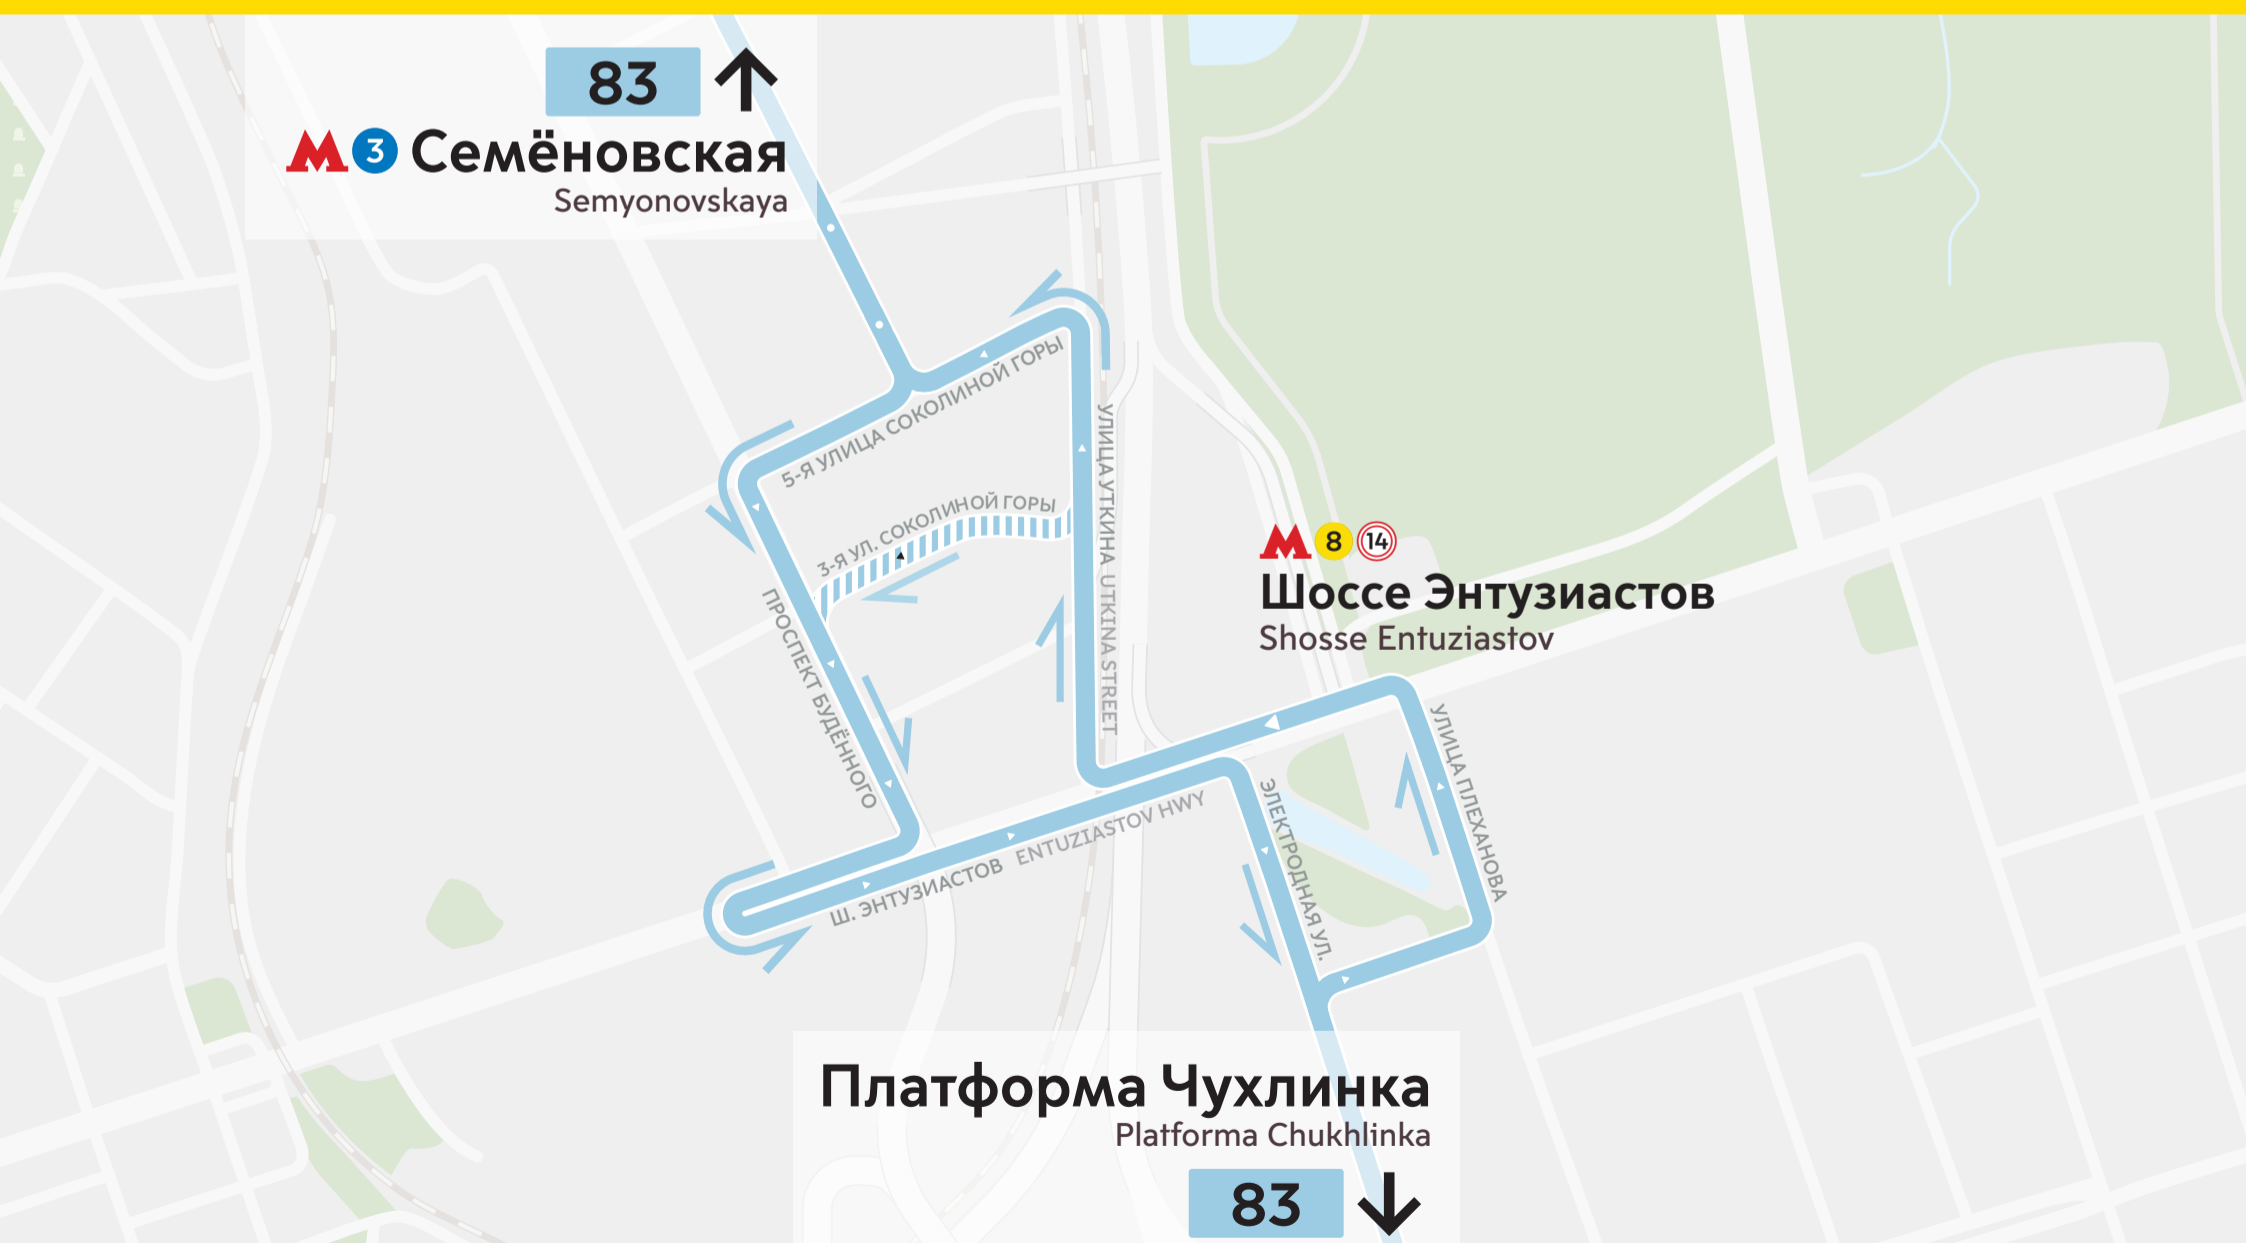 83
М 3 Семёновская
Semyonovskaya
5-Я УЛИЦА СОКОЛИНОЙ ГОРЫ
3-Я УЛ. СОКОЛИНОЙ ГОРЫ
УЛИЦА УТКИНА UTKINA STREET
ПРОСПЕКТ БУДЁННОГО
М 8 14
Шоссе Энтузиастов
Shosse Entuziastov
УЛИЦА ПЛЕХАНОВА
ЭЛЕКТРОДНАЯ УЛ.
Ш. ЭНТУЗИАСТОВ ENTUZIASTOV HWY
Платформа Чухлинка
Platforma Chukhlinka
83